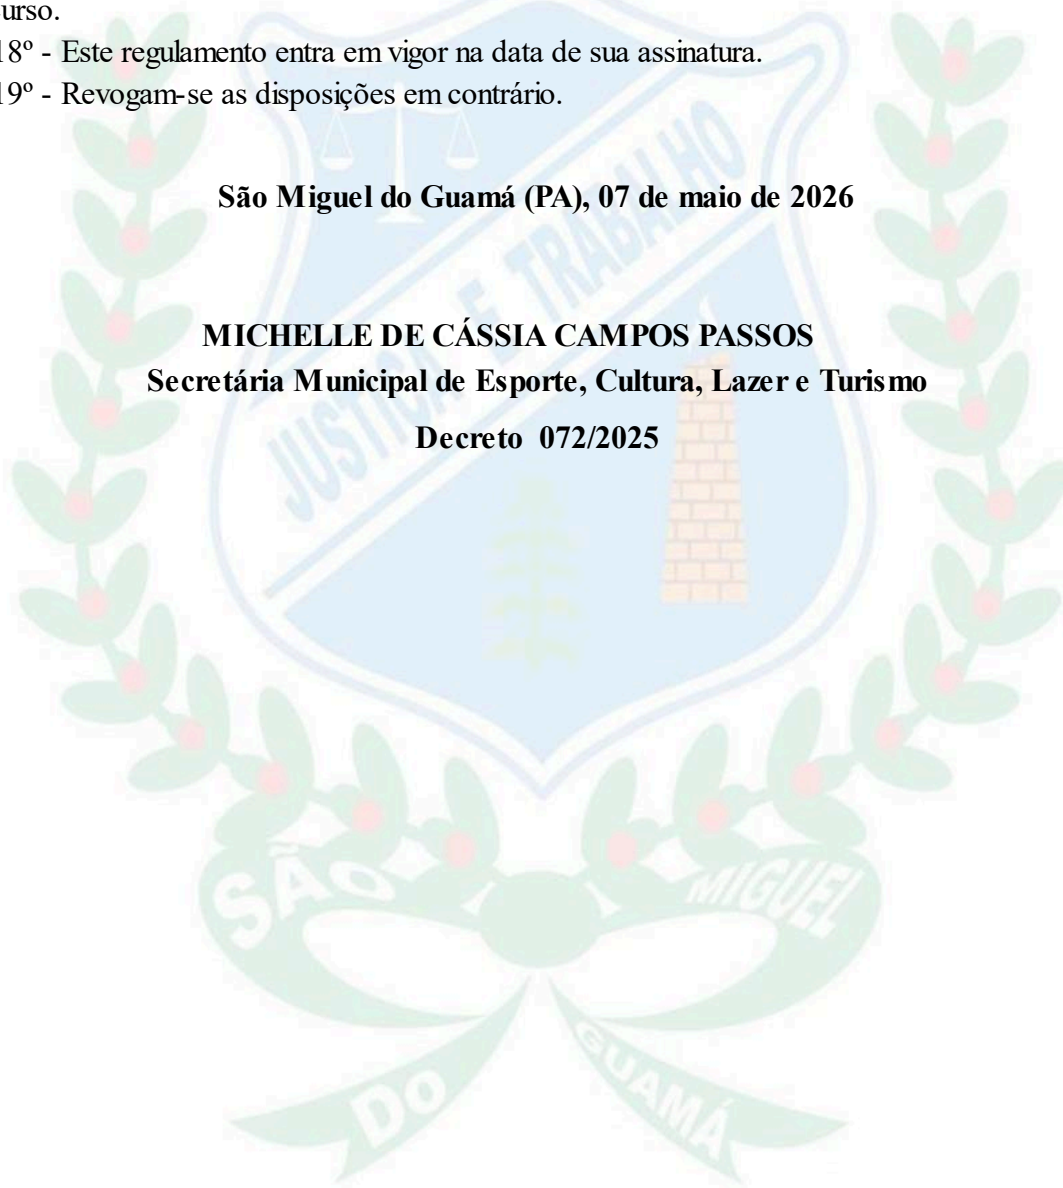 urso.
18º - Este regulamento entra em vigor na data de sua assinatura.
19º - Revogam-se as disposições em contrário.
São Miguel do Guamá (PA), 07 de maio de 2026
MICHELLE DE CÁSSIA CAMPOS PASSOS
Secretária Municipal de Esporte, Cultura, Lazer e Turismo
Decreto 072/2025
JUSTIÇA E TRABALHO
SÃO MIGUEL
DO GUAMÁ